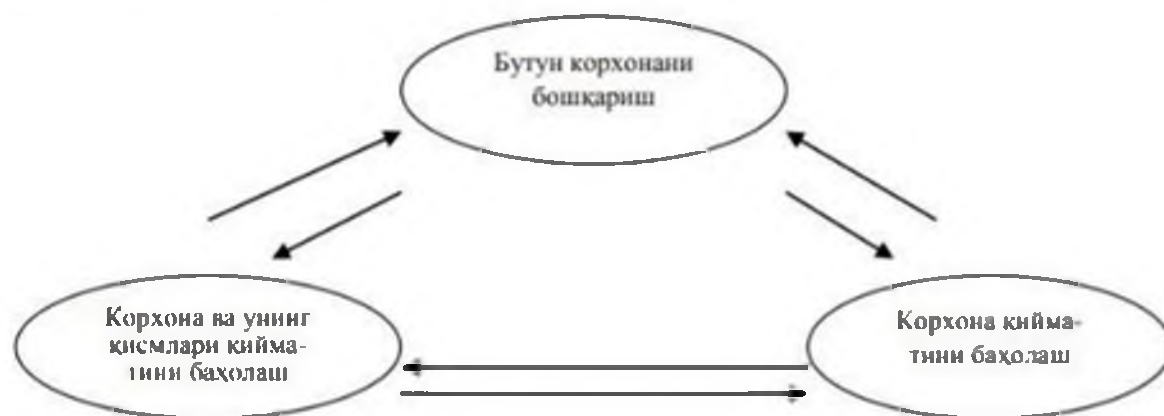 Бутун корхонани
бошқариш
Корхона ва унинг
қисмлари қийма-
тини баҳолаш
Корхона қийма-
тини баҳолаш